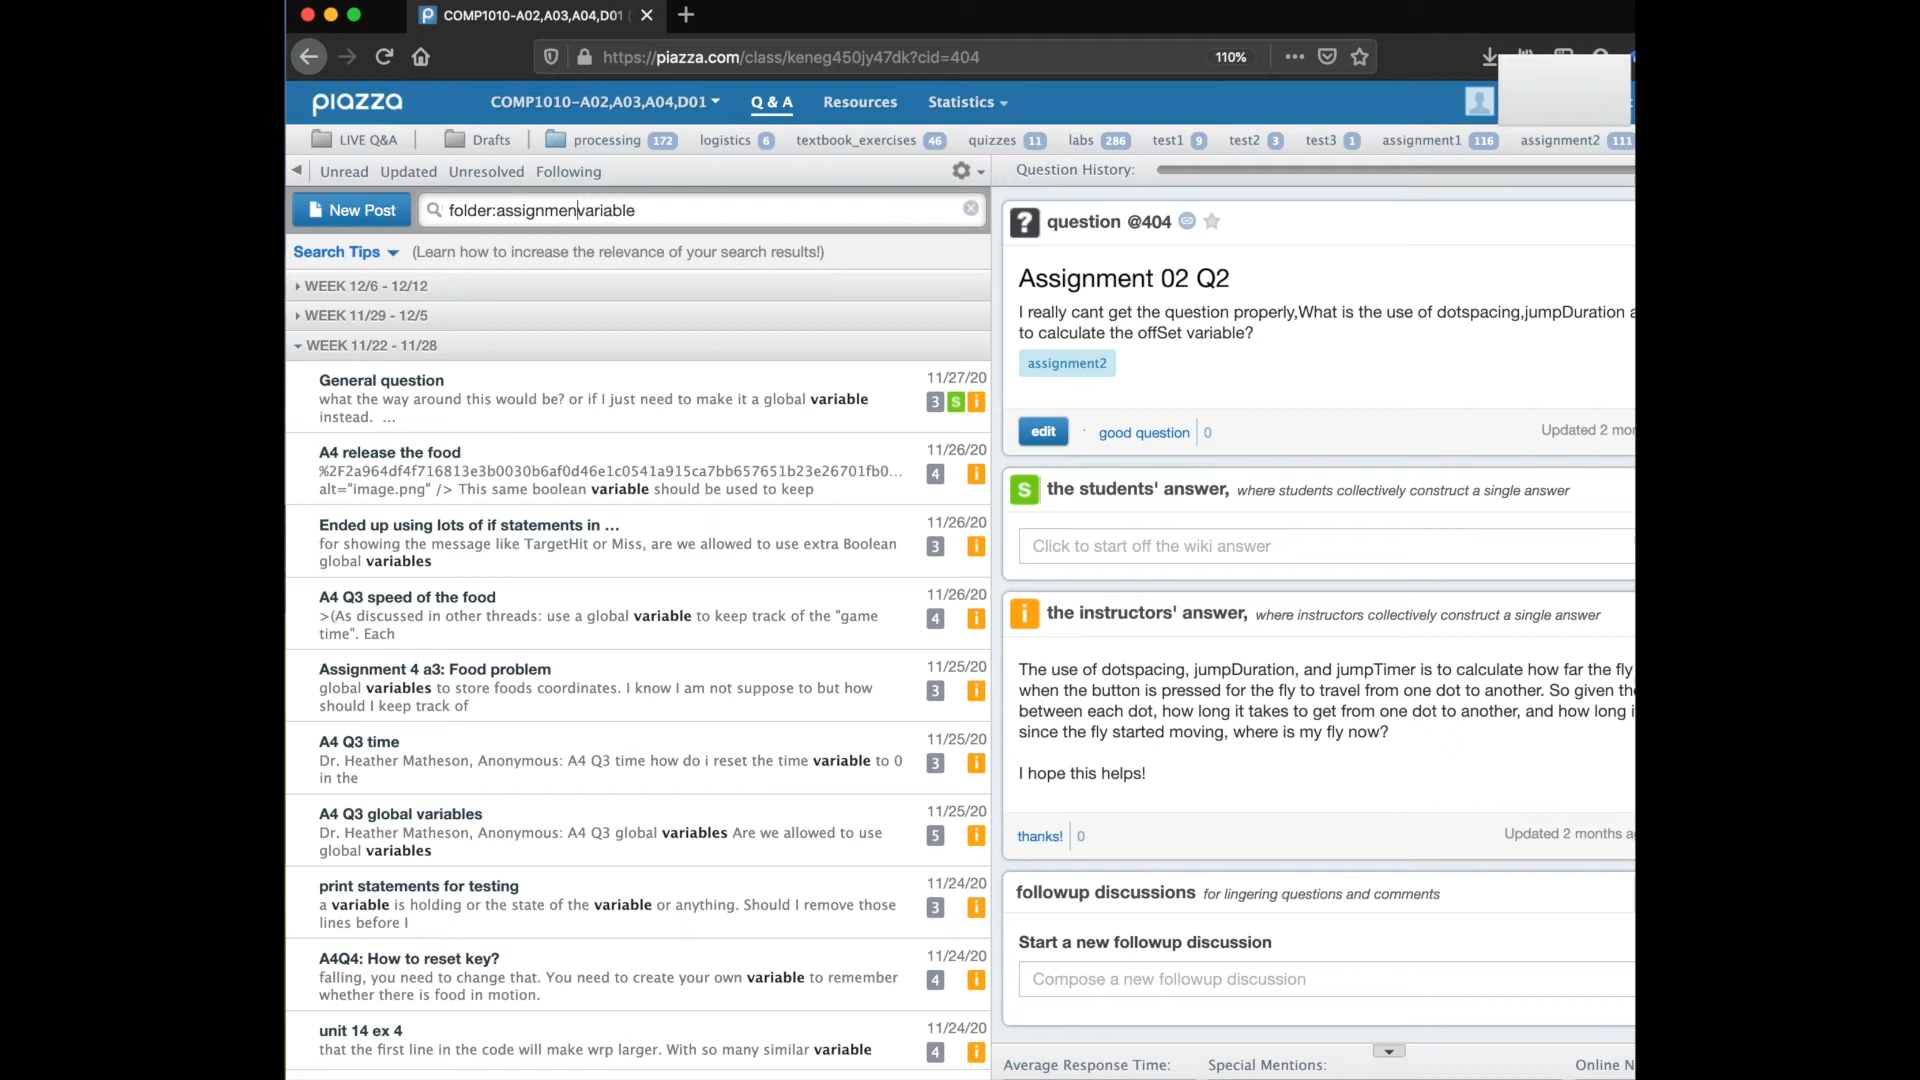 COMP1010-A02,A03,A04,D01 (
https://piazza.com/class/keneg450jy47dk?cid=404
110%
piazza
COMP1010-A02,A03,A04,D01
Q & A
Resources
Statistics
LIVE Q&A
Drafts
processing 172
logistics 6
textbook_exercises 46
quizzes 11
labs 286
test1 9
test2 3
test3 1
assignment1 116
assignment2 111
Unread Updated Unresolved Following
New Post
folder:assignmenvariable
Search Tips (Learn how to increase the relevance of your search results!)
WEEK 12/6 - 12/12
WEEK 11/29 - 12/5
WEEK 11/22 - 11/28
General question 11/27/20
what the way around this would be? or if I just need to make it a global variable 3 S i
instead. ...
A4 release the food 11/26/20
%2F2a964df4f716813e3b0030b6af0d46e1c0541a915ca7bb657651b23e26701fb0... 4 i
alt="image.png" /> This same boolean variable should be used to keep
Ended up using lots of if statements in ... 11/26/20
for showing the message like TargetHit or Miss, are we allowed to use extra Boolean 3 i
global variables
A4 Q3 speed of the food 11/26/20
>(As discussed in other threads: use a global variable to keep track of the "game 4 i
time". Each
Assignment 4 a3: Food problem 11/25/20
global variables to store foods coordinates. I know I am not suppose to but how 3 i
should I keep track of
A4 Q3 time 11/25/20
Dr. Heather Matheson, Anonymous: A4 Q3 time how do i reset the time variable to 0 3 i
in the
A4 Q3 global variables 11/25/20
Dr. Heather Matheson, Anonymous: A4 Q3 global variables Are we allowed to use 5 i
global variables
print statements for testing 11/24/20
a variable is holding or the state of the variable or anything. Should I remove those 3 i
lines before I
A4Q4: How to reset key? 11/24/20
falling, you need to change that. You need to create your own variable to remember 4 i
whether there is food in motion.
unit 14 ex 4 11/24/20
that the first line in the code will make wrp larger. With so many similar variable 4 i
Question History:
? question @404
Assignment 02 Q2
I really cant get the question properly,What is the use of dotspacing,jumpDuration a
to calculate the offSet variable?
assignment2
edit · good question 0 Updated 2 mon
S the students' answer, where students collectively construct a single answer
Click to start off the wiki answer
i the instructors' answer, where instructors collectively construct a single answer
The use of dotspacing, jumpDuration, and jumpTimer is to calculate how far the fly
when the button is pressed for the fly to travel from one dot to another. So given the
between each dot, how long it takes to get from one dot to another, and how long i
since the fly started moving, where is my fly now?
I hope this helps!
thanks! 0 Updated 2 months a
followup discussions for lingering questions and comments
Start a new followup discussion
Compose a new followup discussion
Average Response Time: Special Mentions: Online N